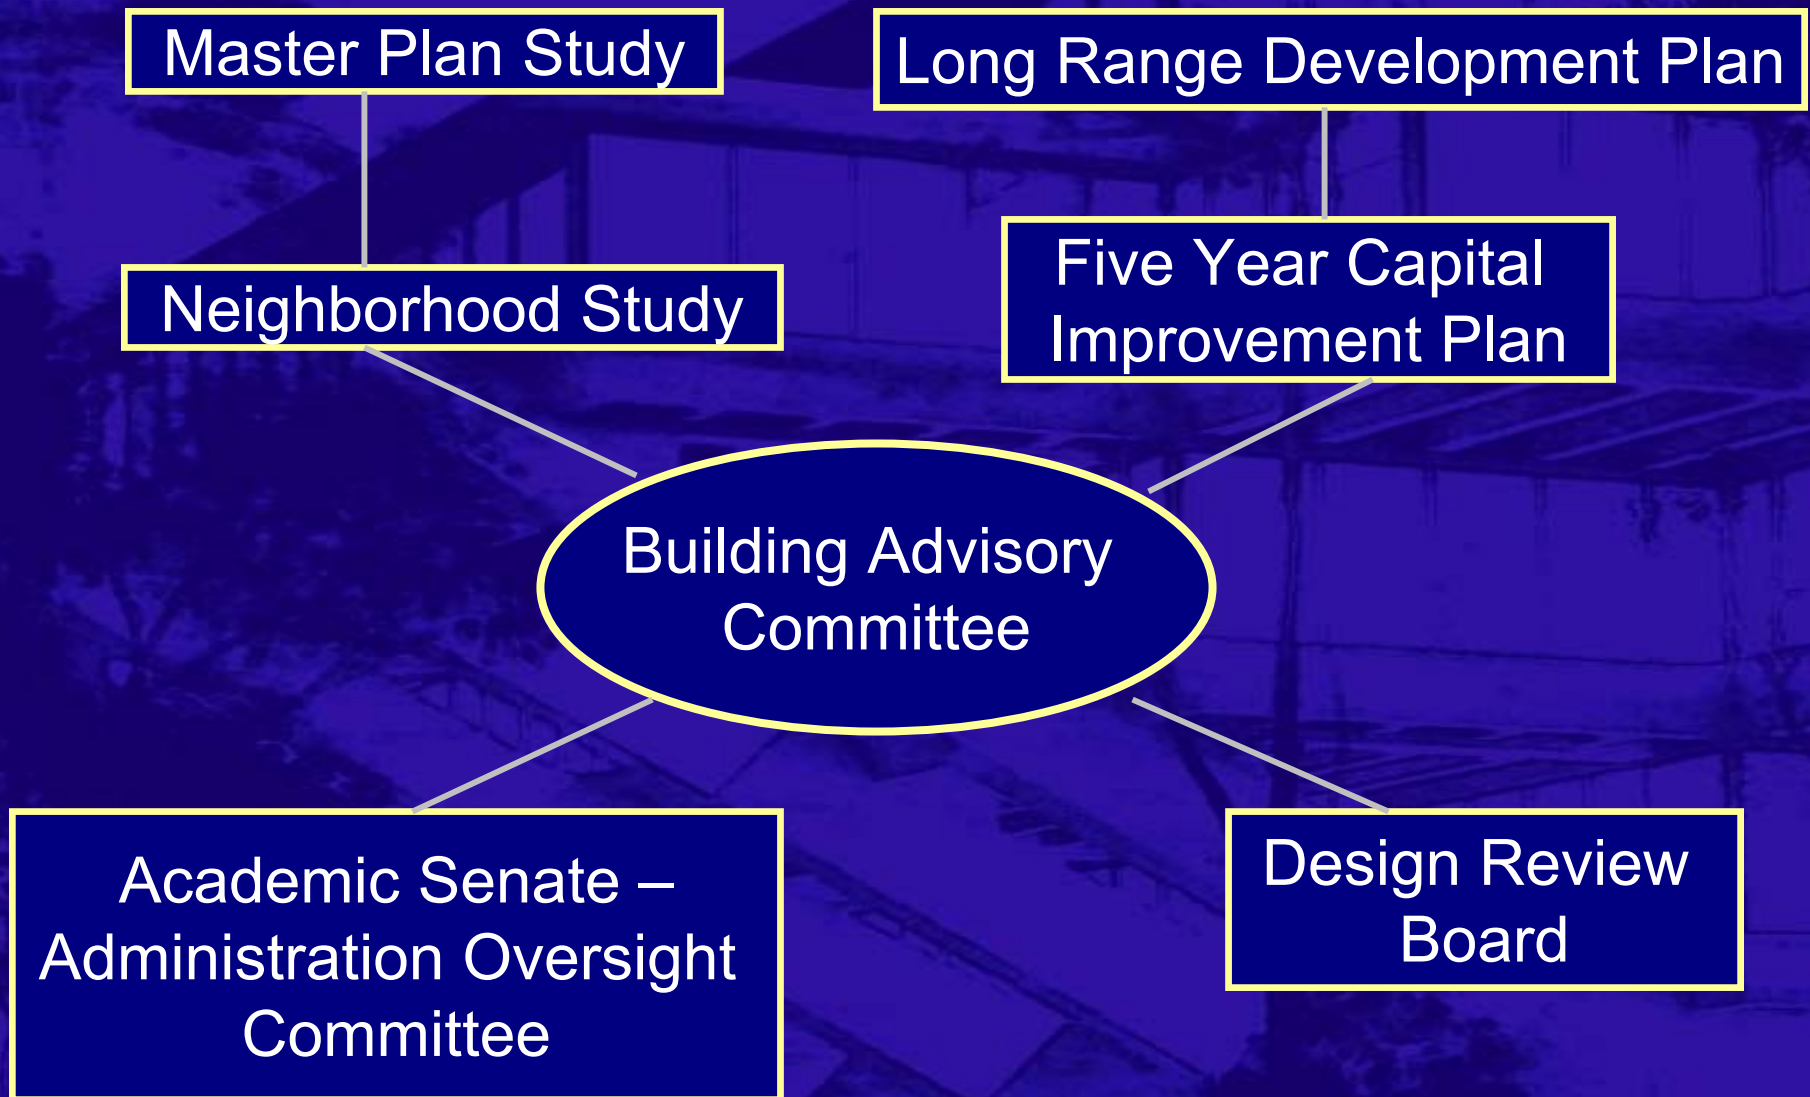 Master Plan Study
Long Range Development Plan
Neighborhood Study
Five Year Capital
Improvement Plan
Building Advisory
Committee
Academic Senate –
Administration Oversight
Committee
Design Review
Board